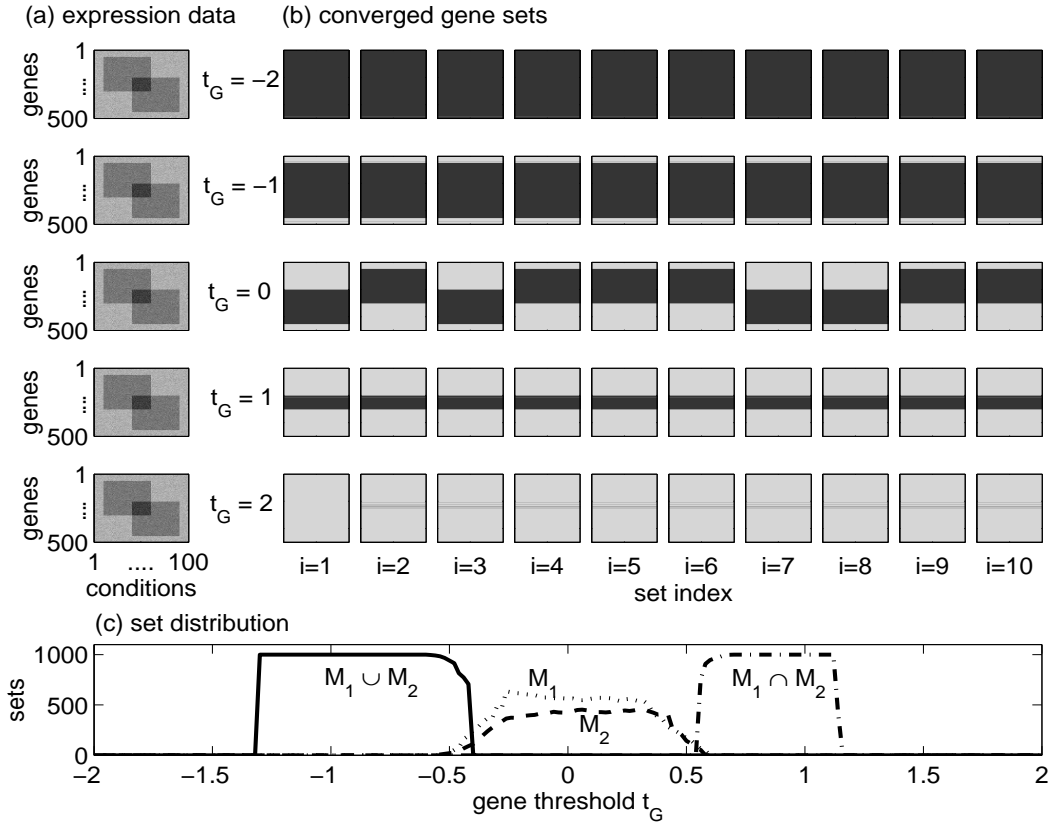 (a) expression data
(b) converged gene sets
genes
1
....
500
t_G = −2
genes
1
....
500
t_G = −1
genes
1
....
500
t_G = 0
genes
1
....
500
t_G = 1
genes
1
....
500
t_G = 2
1 .... 100
conditions
i=1 i=2 i=3 i=4 i=5 i=6 i=7 i=8 i=9 i=10
set index
(c) set distribution
sets
1000
500
0
M_1 ∪ M_2
M_1
M_2
M_1 ∩ M_2
−2 −1.5 −1 −0.5 0 0.5 1 1.5 2
gene threshold t_G